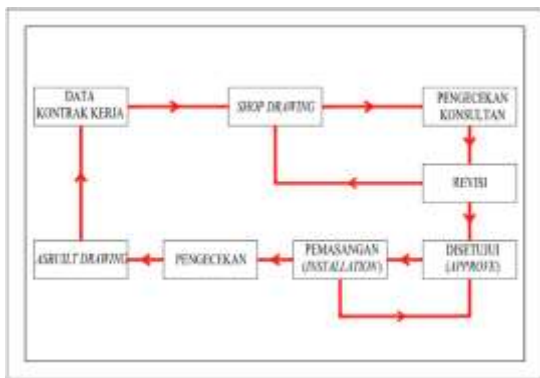 DATA
KONTRAK KERJA
SHOP DRAWING
PENGECEKAN
KONSULTAN
REVISI
ASBUILT DRAWING
PENGECEKAN
PEMASANGAN
(INSTALLATION)
DISETUJUI
(APPROVE)